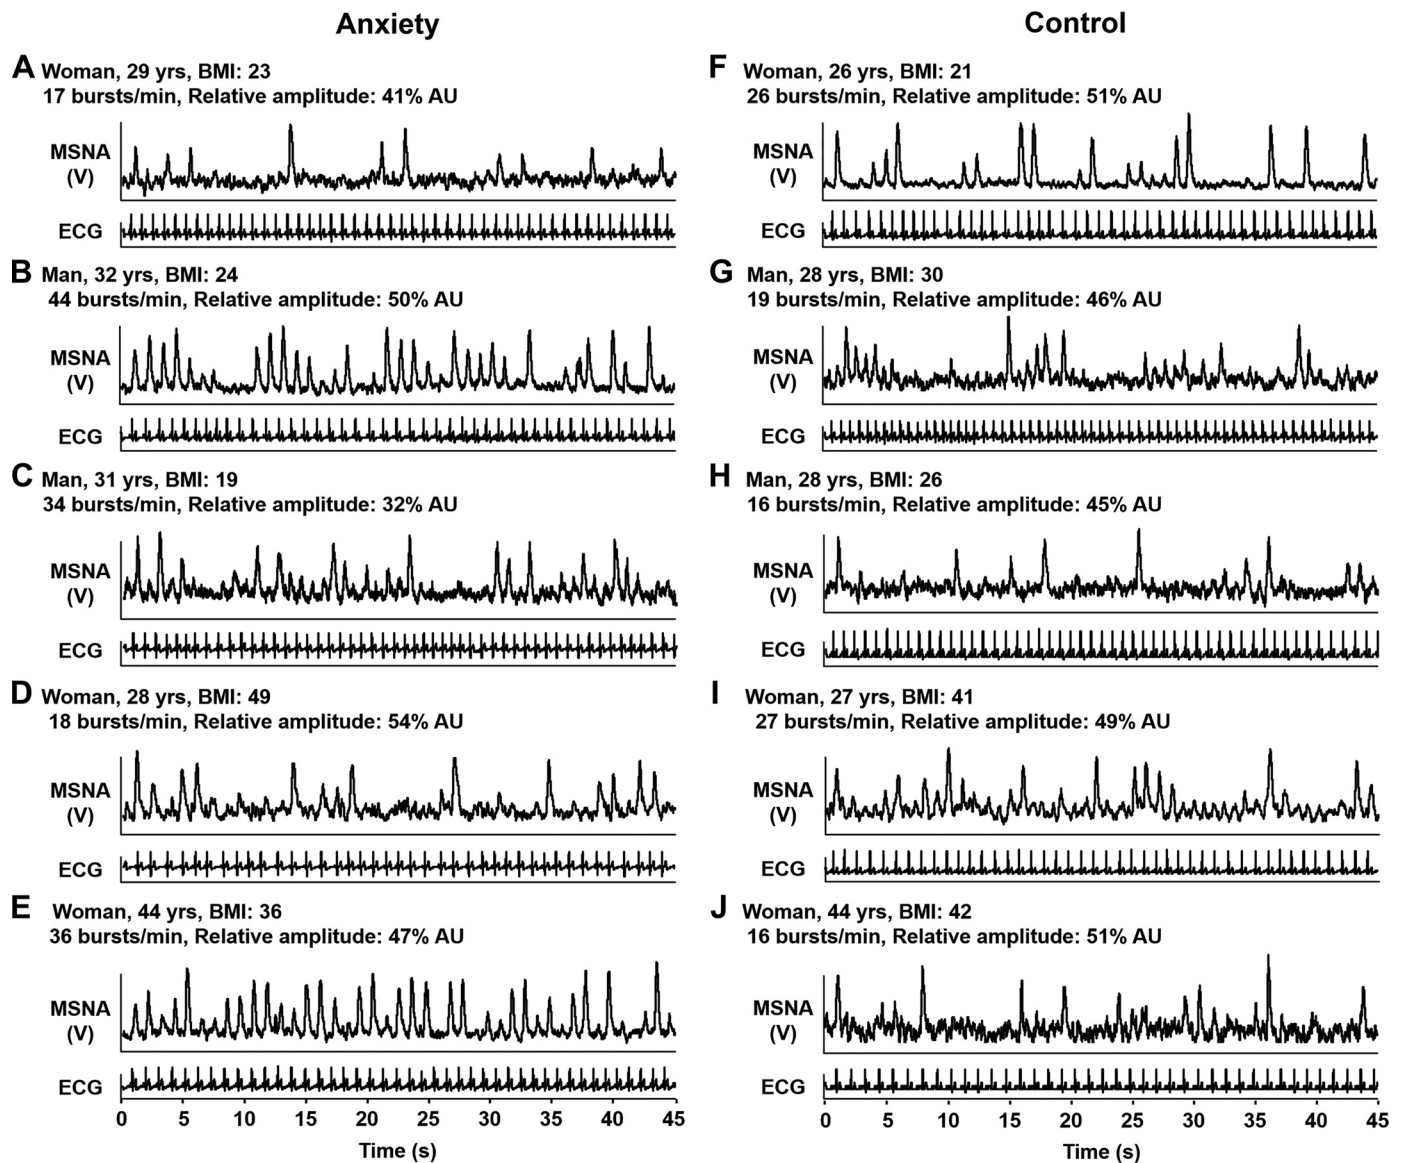 Anxiety
A Woman, 29 yrs, BMI: 23
17 bursts/min, Relative amplitude: 41% AU
MSNA
(V)
ECG
B Man, 32 yrs, BMI: 24
44 bursts/min, Relative amplitude: 50% AU
MSNA
(V)
ECG
C Man, 31 yrs, BMI: 19
34 bursts/min, Relative amplitude: 32% AU
MSNA
(V)
ECG
D Woman, 28 yrs, BMI: 49
18 bursts/min, Relative amplitude: 54% AU
MSNA
(V)
ECG
E Woman, 44 yrs, BMI: 36
36 bursts/min, Relative amplitude: 47% AU
MSNA
(V)
ECG
0 5 10 15 20 25 30 35 40 45
Time (s)
Control
F Woman, 26 yrs, BMI: 21
26 bursts/min, Relative amplitude: 51% AU
MSNA
(V)
ECG
G Man, 28 yrs, BMI: 30
19 bursts/min, Relative amplitude: 46% AU
MSNA
(V)
ECG
H Man, 28 yrs, BMI: 26
16 bursts/min, Relative amplitude: 45% AU
MSNA
(V)
ECG
I Woman, 27 yrs, BMI: 41
27 bursts/min, Relative amplitude: 49% AU
MSNA
(V)
ECG
J Woman, 44 yrs, BMI: 42
16 bursts/min, Relative amplitude: 51% AU
MSNA
(V)
ECG
0 5 10 15 20 25 30 35 40 45
Time (s)